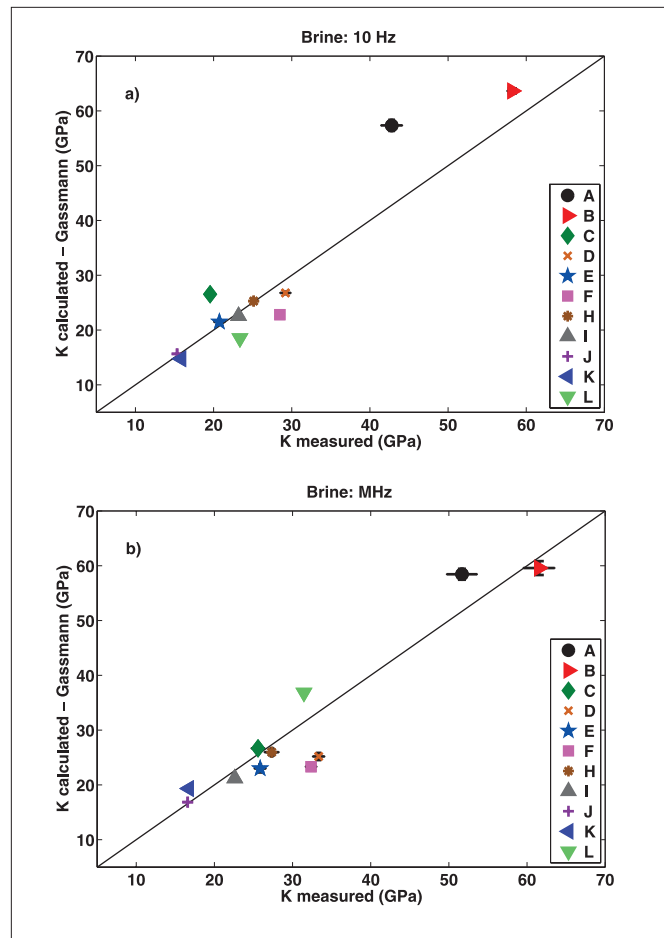 Brine: 10 Hz
a)
K calculated – Gassmann (GPa)
70
60
50
40
30
20
10
10 20 30 40 50 60 70
K measured (GPa)
A
B
C
D
E
F
H
I
J
K
L
Brine: MHz
b)
K calculated – Gassmann (GPa)
70
60
50
40
30
20
10
10 20 30 40 50 60 70
K measured (GPa)
A
B
C
D
E
F
H
I
J
K
L